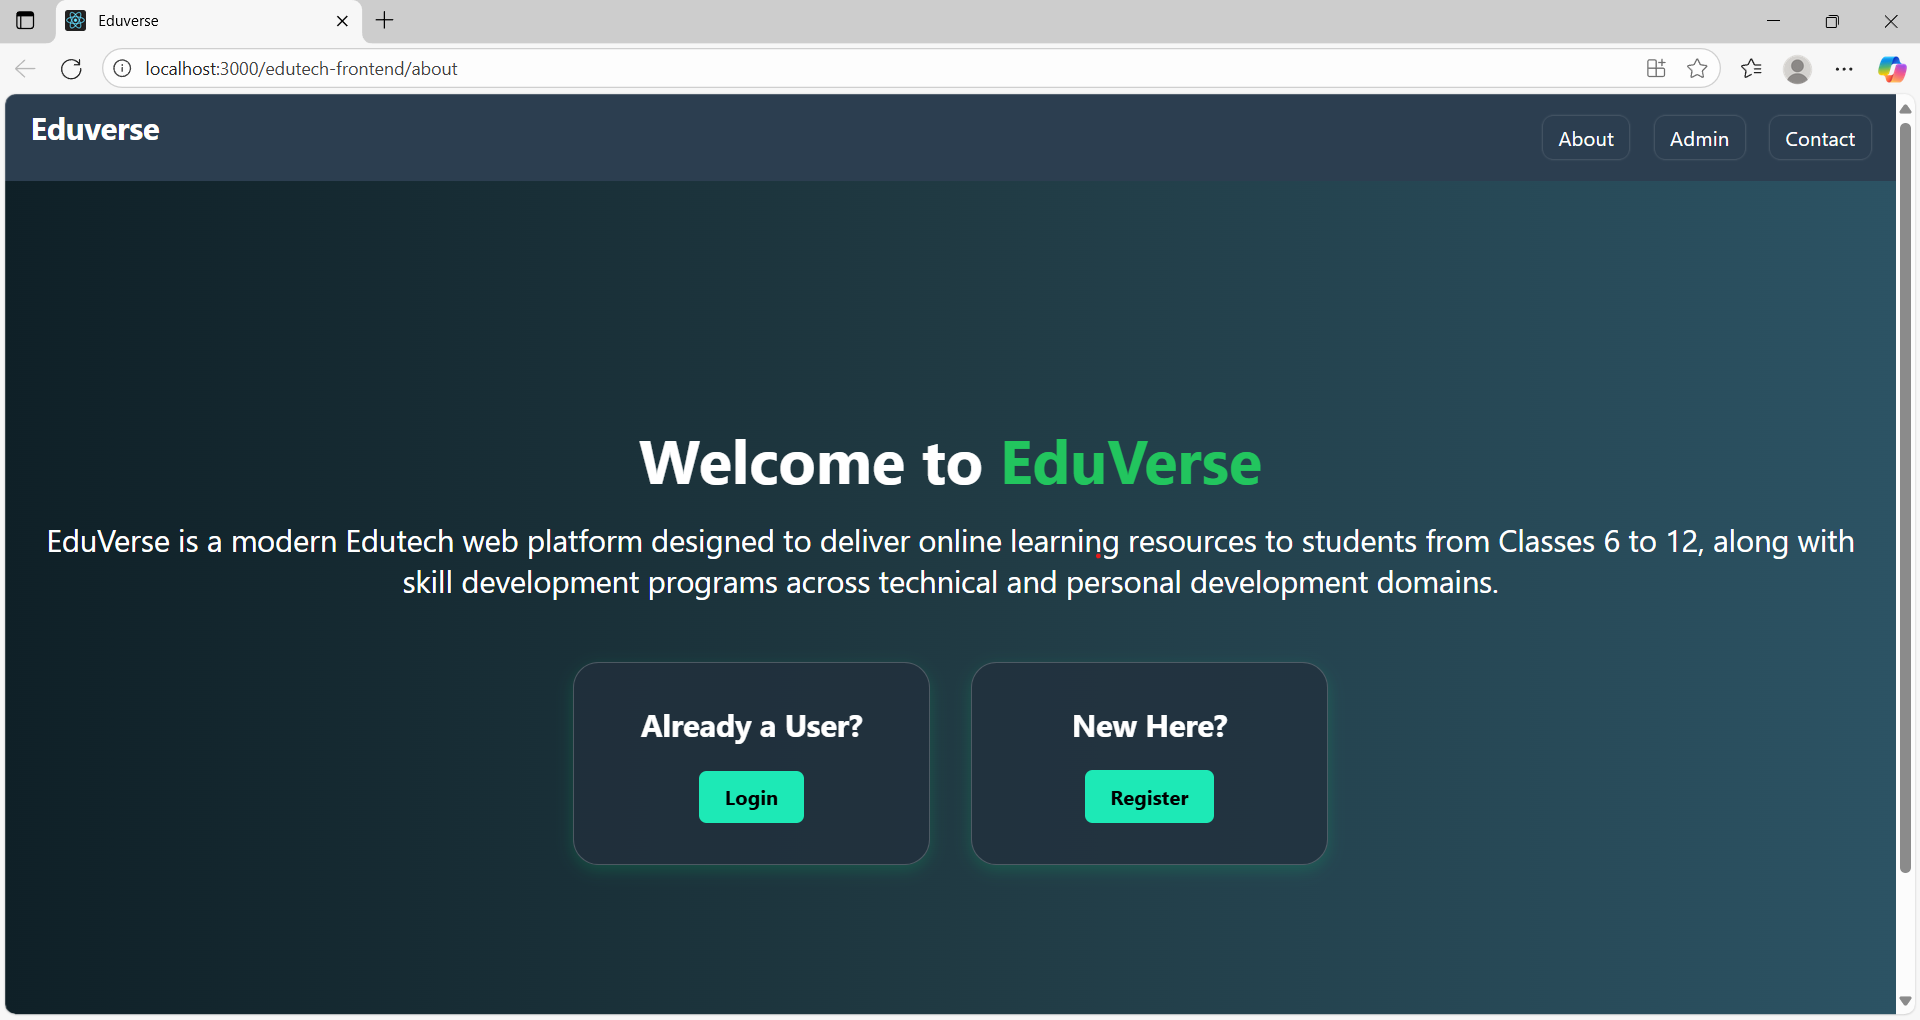 Eduverse
localhost:3000/edutech-frontend/about
Eduverse
About Admin Contact
Welcome to EduVerse
EduVerse is a modern Edutech web platform designed to deliver online learning resources to students from Classes 6 to 12, along with
skill development programs across technical and personal development domains.
Already a User?
Login
New Here?
Register